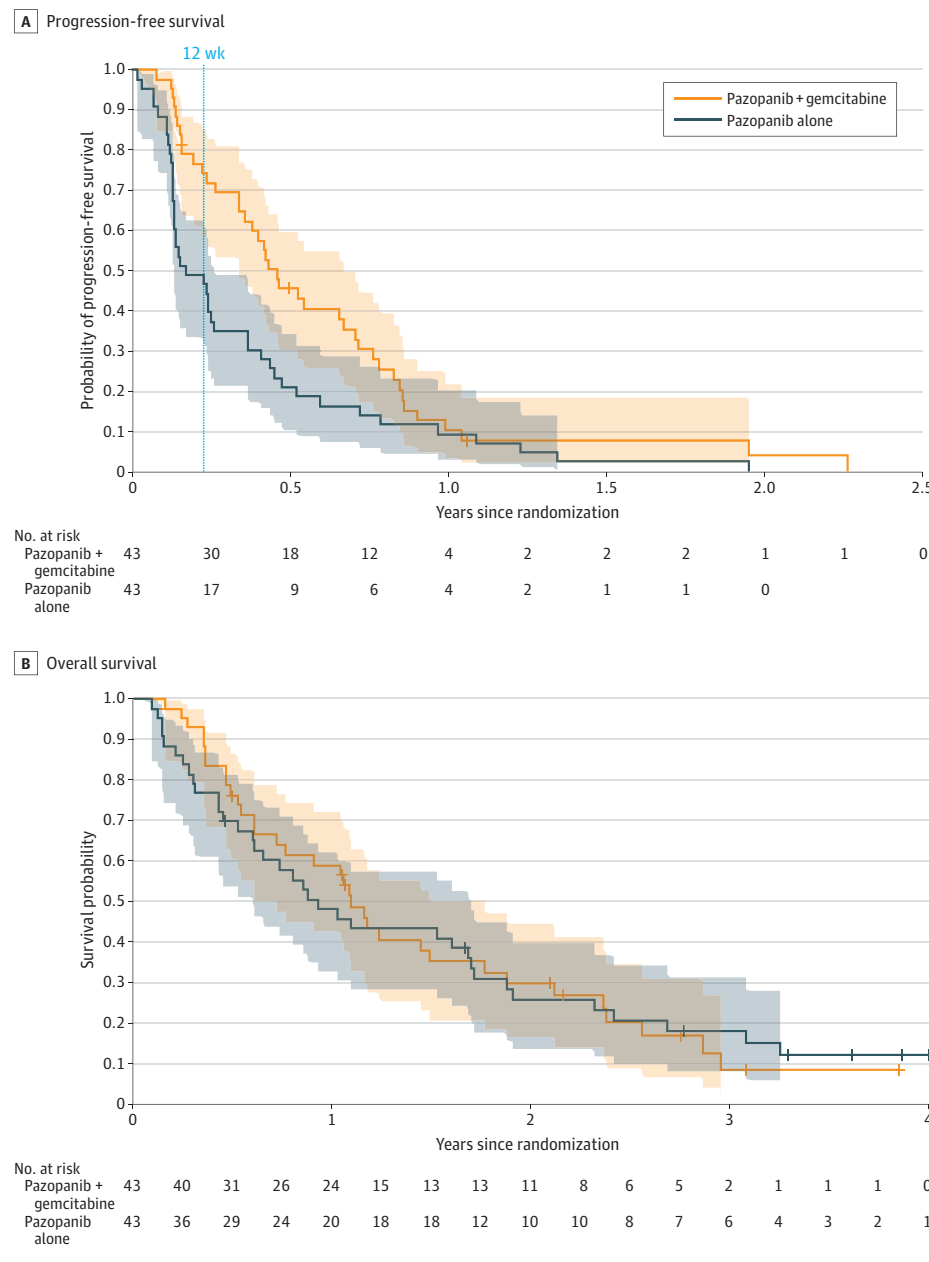 A Progression-free survival
12 wk
1.0
0.9
0.8
0.7
0.6
0.5
0.4
0.3
0.2
0.1
0
Probability of progression-free survival
Pazopanib + gemcitabine
Pazopanib alone
0 0.5 1.0 1.5 2.0 2.5
Years since randomization
No. at risk
Pazopanib + 43 30 18 12 4 2 2 2 1 1 0
gemcitabine
Pazopanib 43 17 9 6 4 2 1 1 0
alone
B Overall survival
1.0
0.9
0.8
0.7
0.6
0.5
0.4
0.3
0.2
0.1
0
Survival probability
0 1 2 3 4
Years since randomization
No. at risk
Pazopanib + 43 40 31 26 24 15 13 13 11 8 6 5 2 1 1 1 0
gemcitabine
Pazopanib 43 36 29 24 20 18 18 12 10 10 8 7 6 4 3 2 1
alone